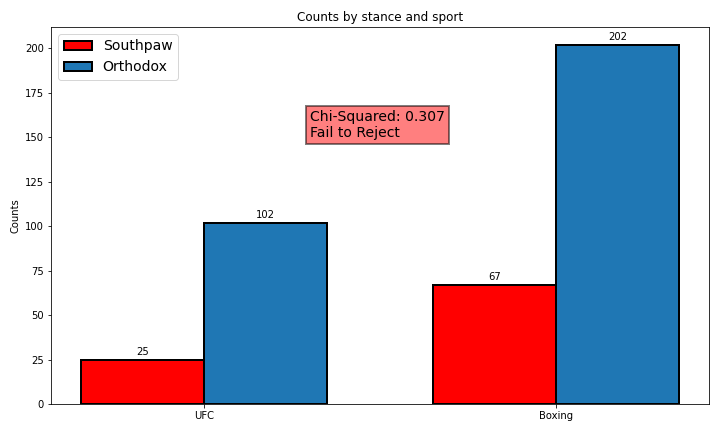 Counts by stance and sport
Southpaw
Orthodox
Chi-Squared: 0.307
Fail to Reject
Counts
200
175
150
125
100
75
50
25
0
25
102
67
202
UFC
Boxing